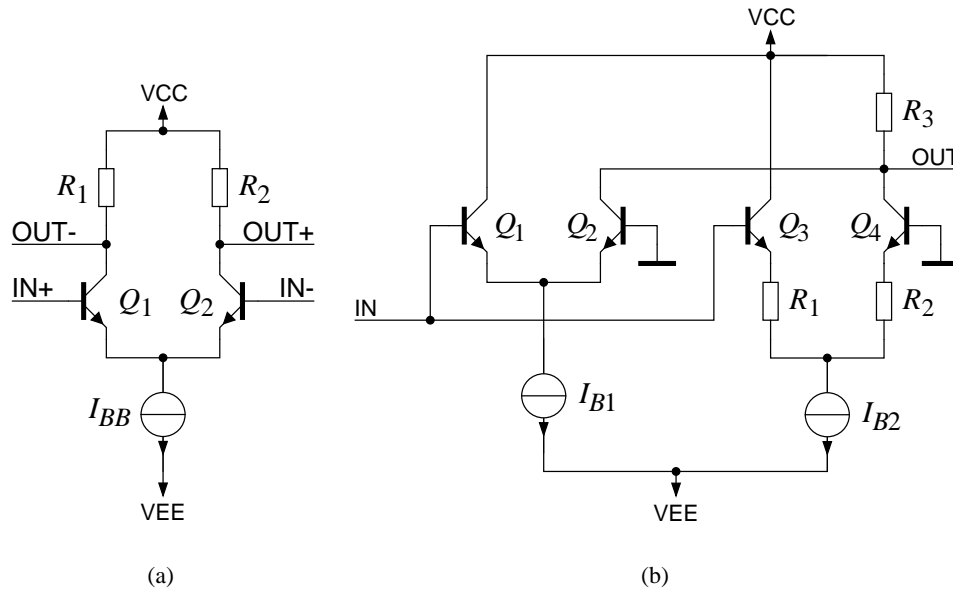 VCC
R1
R2
OUT-
OUT+
IN+
Q1
Q2
IN-
IBB
VEE
(a)
VCC
R3
OUT
Q1
Q2
Q3
Q4
IN
R1
R2
IB1
IB2
VEE
(b)